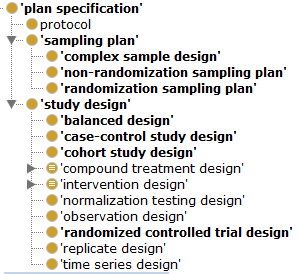 'plan specification'
protocol
'sampling plan'
'complex sample design'
'non-randomization sampling plan'
'randomization sampling plan'
'study design'
'balanced design'
'case-control study design'
'cohort study design'
'compound treatment design'
'intervention design'
'normalization testing design'
'observation design'
'randomized controlled trial design'
'replicate design'
'time series design'